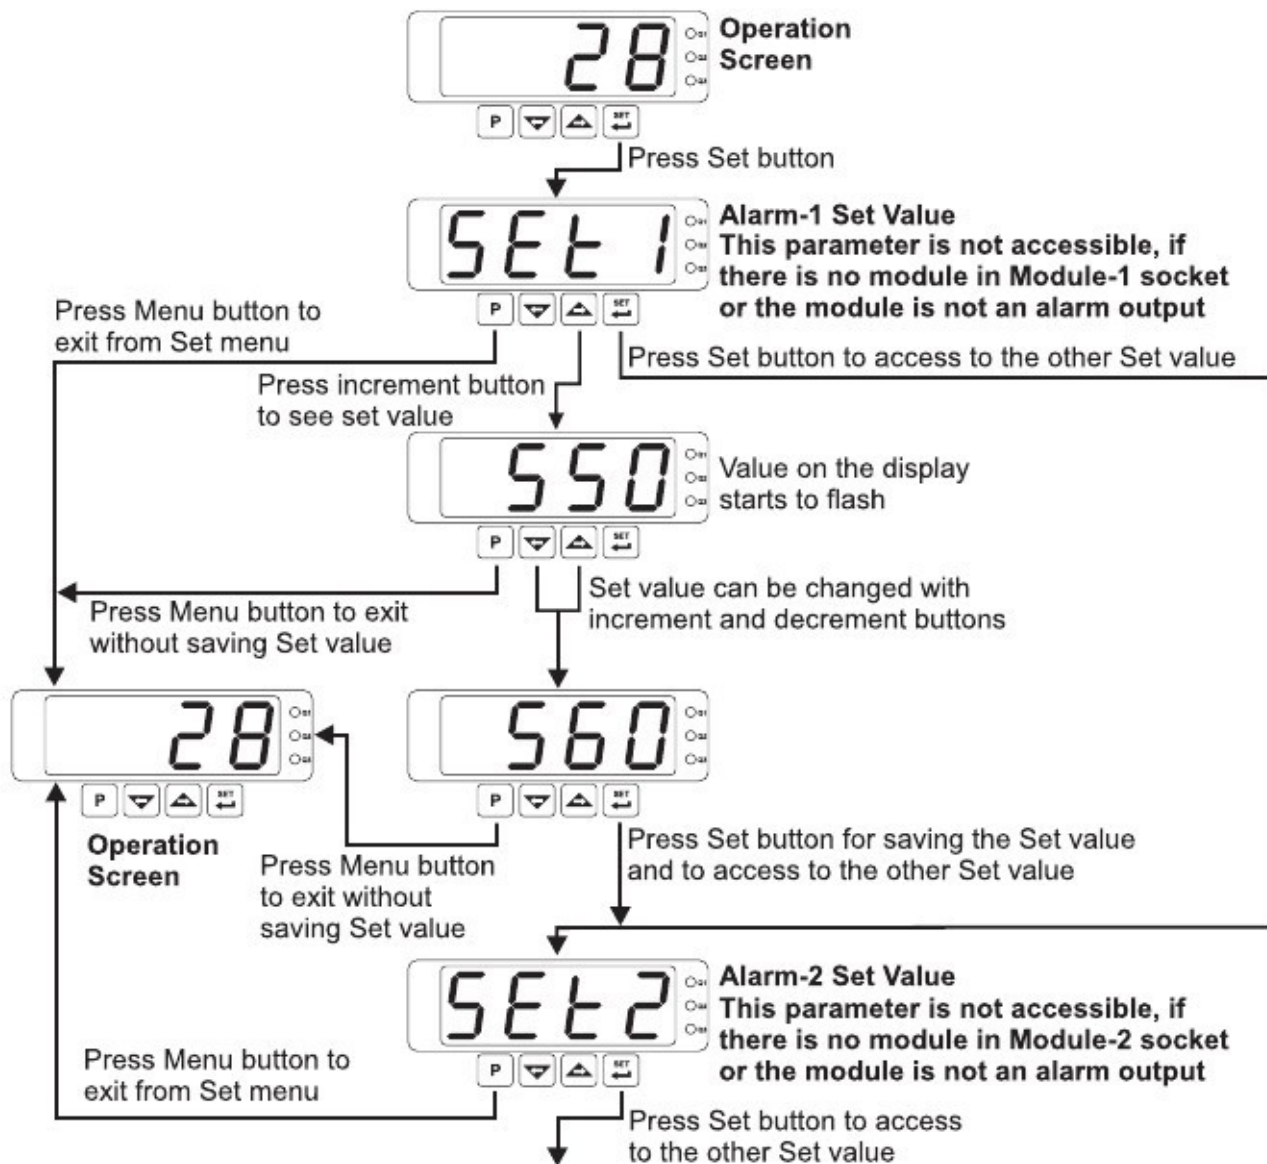 28
Operation
Screen
P
SET
Press Set button
SEt 1
Alarm-1 Set Value
This parameter is not accessible, if
there is no module in Module-1 socket
or the module is not an alarm output
P
SET
Press Menu button to
exit from Set menu
Press Set button to access to the other Set value
Press increment button
to see set value
550
Value on the display
starts to flash
P
SET
Press Menu button to exit
without saving Set value
Set value can be changed with
increment and decrement buttons
28
P
SET
Operation
Screen
560
P
SET
Press Menu button
to exit without
saving Set value
Press Set button for saving the Set value
and to access to the other Set value
SEt2
Alarm-2 Set Value
This parameter is not accessible, if
there is no module in Module-2 socket
or the module is not an alarm output
P
SET
Press Menu button to
exit from Set menu
Press Set button to access
to the other Set value